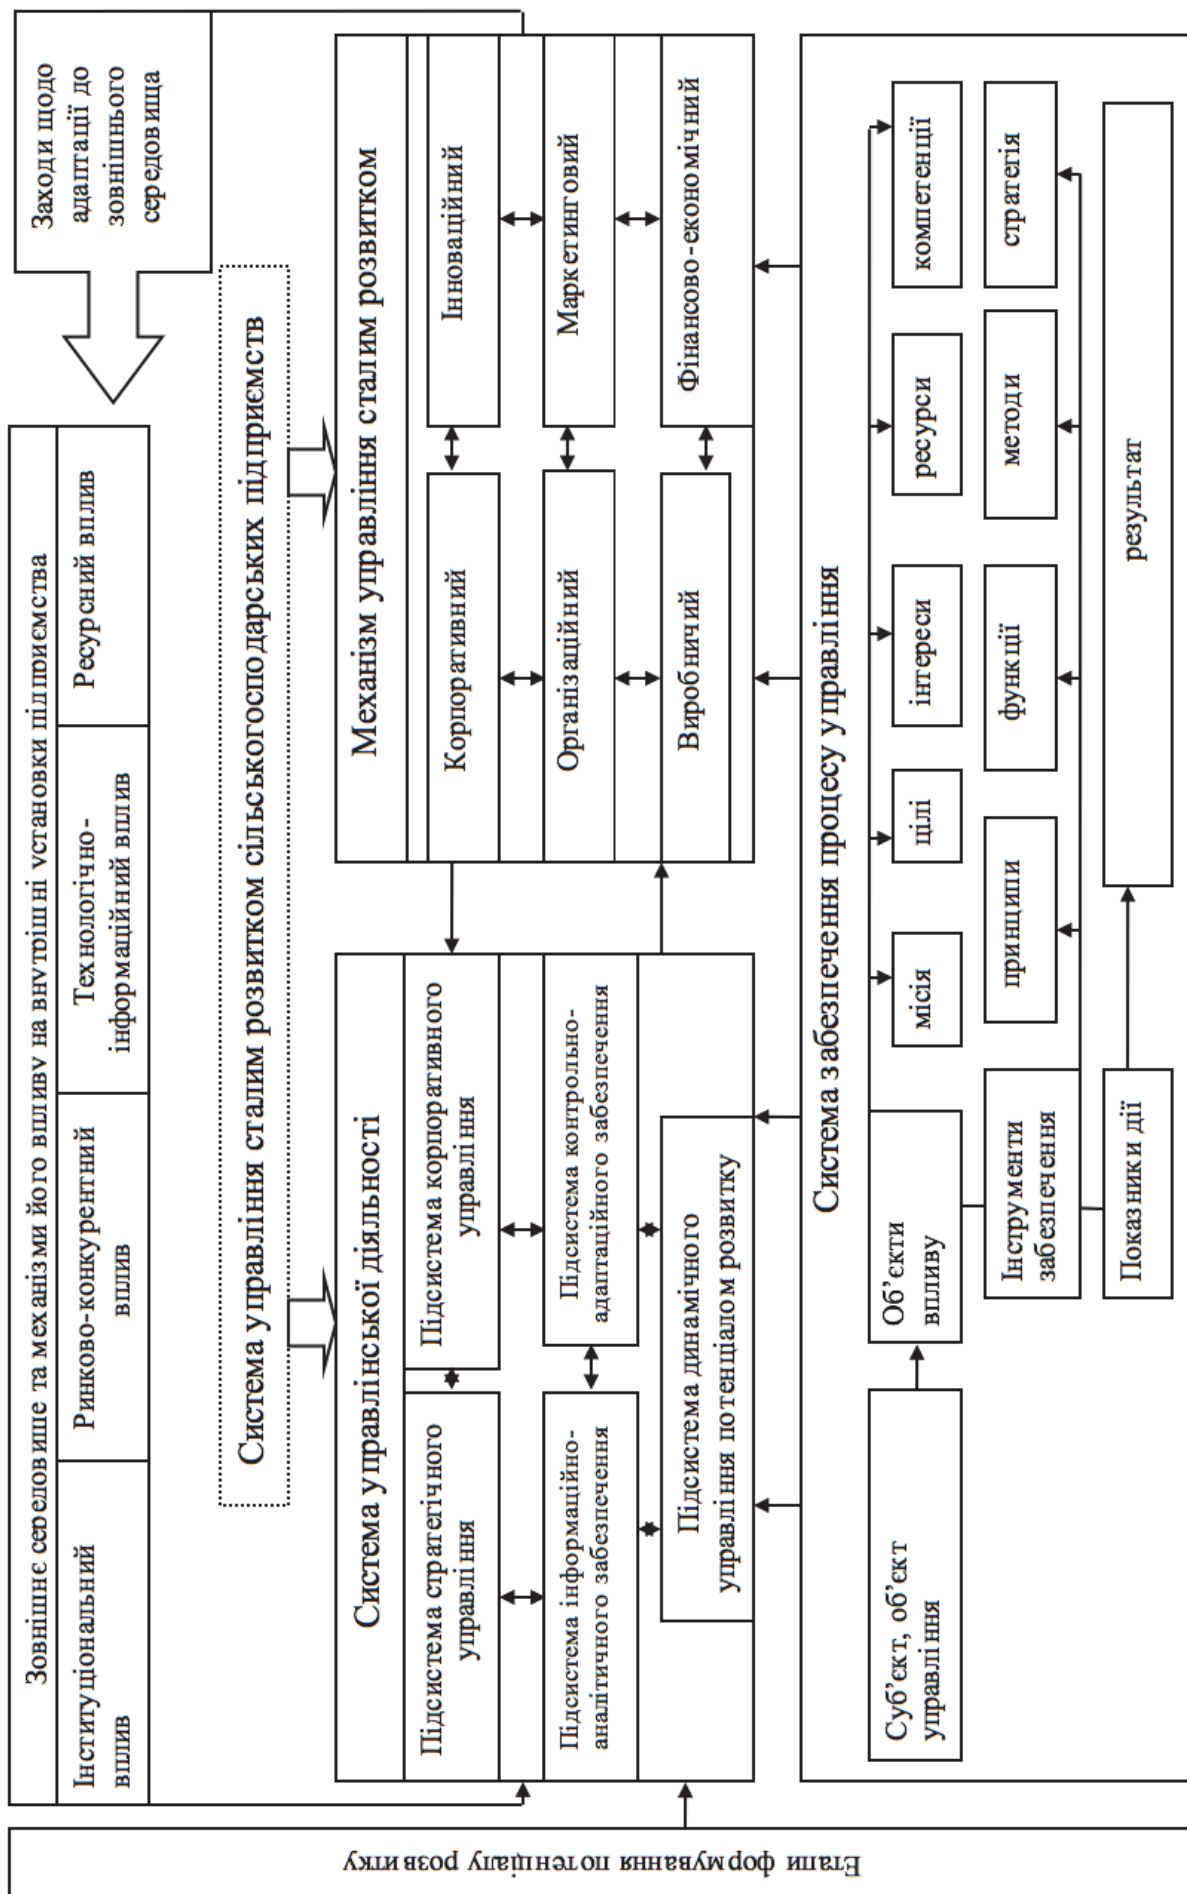 Зовнішнє середовише та механізми його впливу на внутрішні установки підприємства
Інституціональний
вплив
Ринково-конкурентний
вплив
Технологічно-
інформаційний вплив
Ресурсний вплив
Заходи щодо
адаптації до
зовнішнього
середовища
Система управління сталим розвитком сільськогосподарських підприємств
Етапи формування потенціалу розвитку
Система управлінської діяльності
Підсистема стратегічного
управління
Підсистема корпоративного
управління
Підсистема інформаційно-
аналітичного забезпечення
Підсистема контрольно-
адаптаційного забезпечення
Підсистема динамічного
управління потенціалом розвитку
Механізм управління сталим розвитком
Корпоративний
Інноваційний
Організаційний
Маркетинговий
Виробничий
Фінансово-економічний
Система забезпечення процесу управління
Суб’єкт, об’єкт
управління
Об’єкти
впливу
місія
цілі
інтереси
ресурси
компетенції
Інструменти
забезпечення
принципи
функції
методи
стратегія
Показники дії
результат